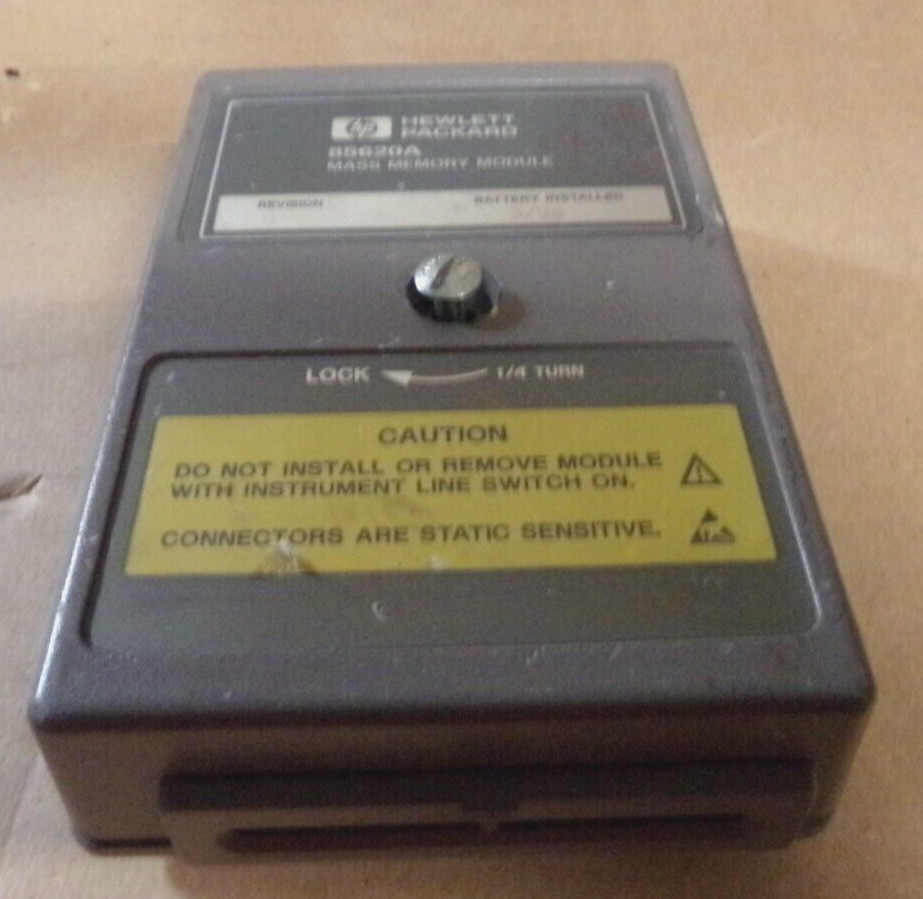 hp HEWLETT
PACKARD
85620A
MASS MEMORY MODULE
REVISION BATTERY INSTALLED
LOCK 1/4 TURN
CAUTION
DO NOT INSTALL OR REMOVE MODULE
WITH INSTRUMENT LINE SWITCH ON.
CONNECTORS ARE STATIC SENSITIVE.